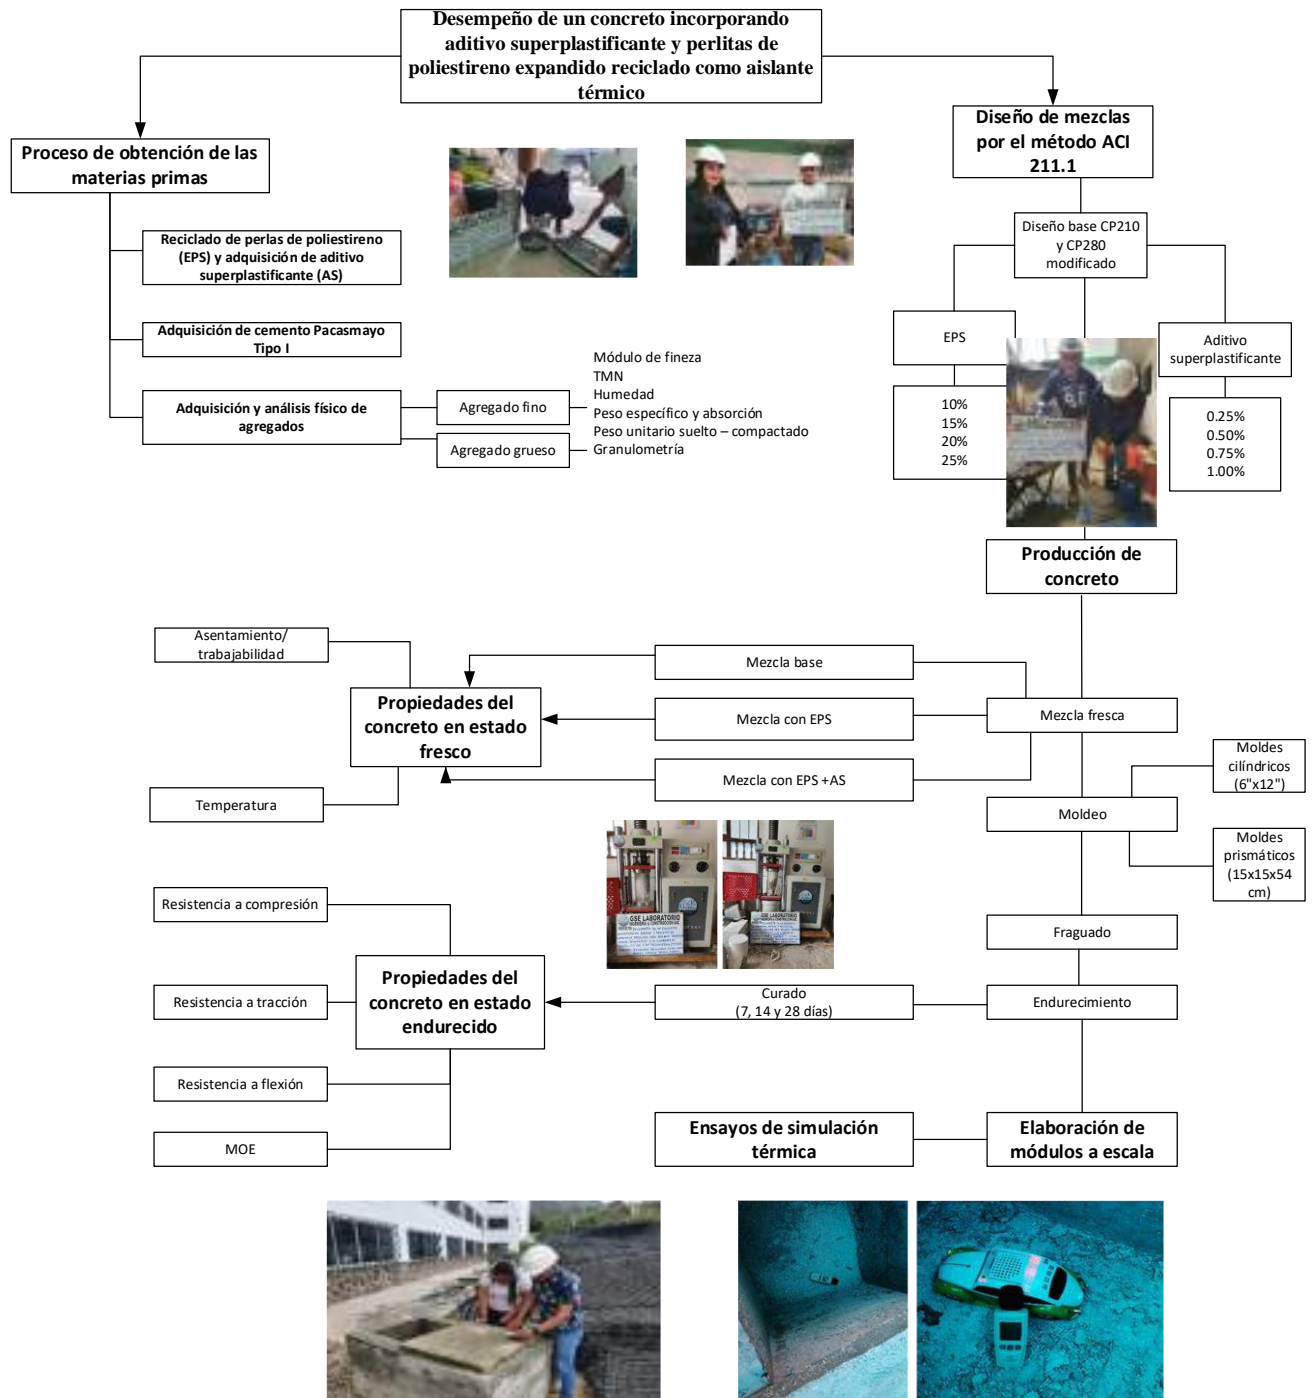 Desempeño de un concreto incorporando
aditivo superplastificante y perlitas de
poliestireno expandido reciclado como aislante
térmico
Proceso de obtención de las
materias primas
Diseño de mezclas
por el método ACI
211.1
Reciclado de perlas de poliestireno
(EPS) y adquisición de aditivo
superplastificante (AS)
Adquisición de cemento Pacasmayo
Tipo I
Adquisición y análisis físico de
agregados
Agregado fino
Agregado grueso
Módulo de fineza
TMN
Humedad
Peso específico y absorción
Peso unitario suelto – compactado
Granulometría
Diseño base CP210
y CP280
modificado
EPS
10%
15%
20%
25%
Aditivo
superplastificante
0.25%
0.50%
0.75%
1.00%
Producción de
concreto
Asentamiento/
trabajabilidad
Propiedades del
concreto en estado
fresco
Temperatura
Mezcla base
Mezcla con EPS
Mezcla con EPS +AS
Mezcla fresca
Moldeo
Moldes
cilíndricos
(6"x12")
Moldes
prismáticos
(15x15x54
cm)
GSE LABORATORIO
Fraguado
Resistencia a compresión
Resistencia a tracción
Resistencia a flexión
MOE
Propiedades del
concreto en estado
endurecido
Curado
(7, 14 y 28 días)
Endurecimiento
Ensayos de simulación
térmica
Elaboración de
módulos a escala